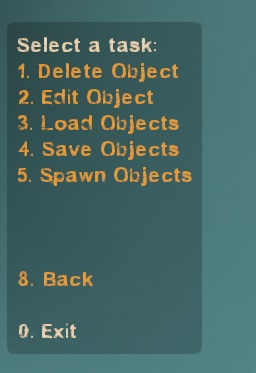 Select a task:
1. Delete Object
2. Edit Object
3. Load Objects
4. Save Objects
5. Spawn Objects
8. Back
0. Exit